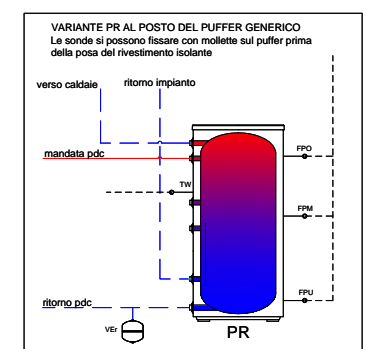 VARIANTE PR AL POSTO DEL PUFFER GENERICO
Le sonde si possono fissare con mollette sul puffer prima
della posa del rivestimento isolante
verso caldaie
ritorno impianto
mandata pdc
FPO
TW
FPM
FPU
ritorno pdc
VEr
PR